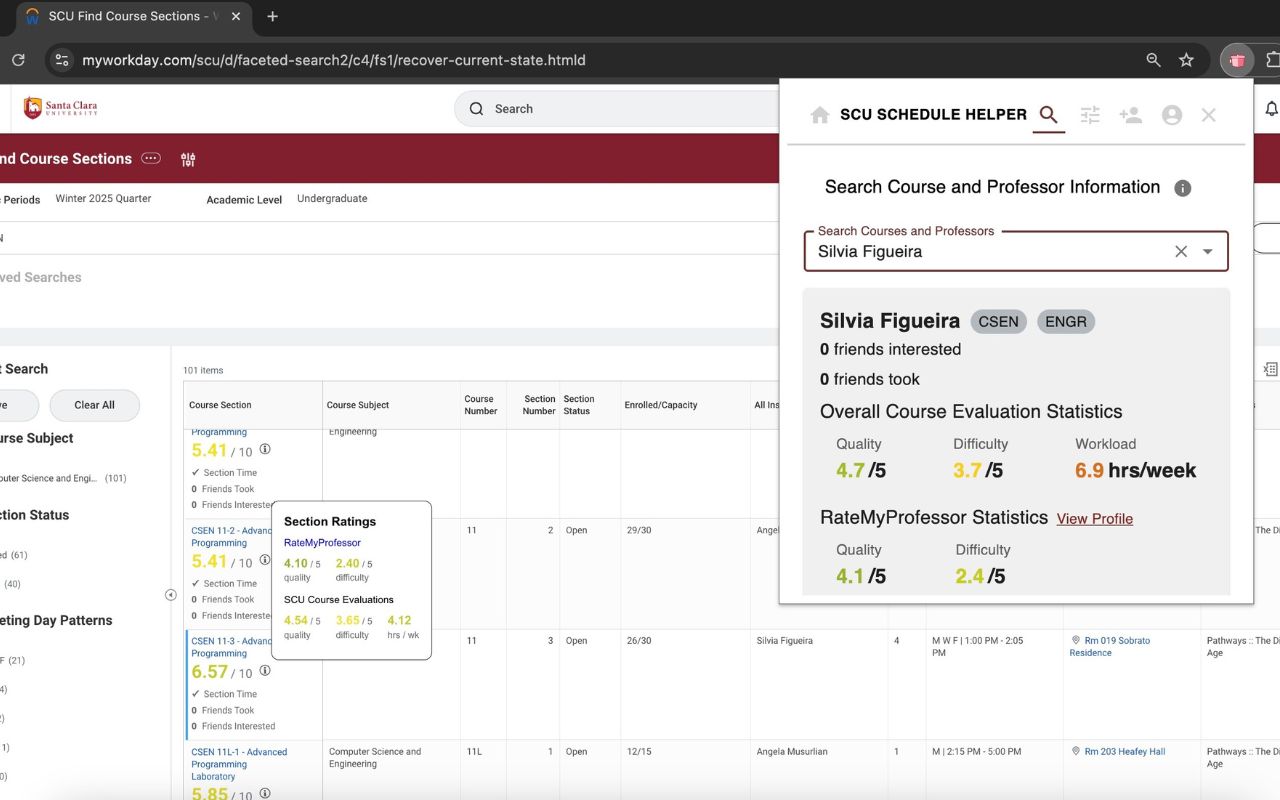 SCU Find Course Sections -
myworkday.com/scu/d/faceted-search2/c4/fs1/recover-current-state.htmld
Santa Clara
UNIVERSITY
Search
nd Course Sections
Periods Winter 2025 Quarter Academic Level Undergraduate
N
ved Searches
t Search
ve Clear All
urse Subject
outer Science and Engi... (101)
ction Status
ed (61)
(40)
eting Day Patterns
F (21)
4)
2)
1)
0)
101 items
Course Section Course Subject Course Number Section Number Section Status Enrolled/Capacity All Ins
Programming Engineering
5.41 / 10
✓ Section Time
0 Friends Took
0 Friends Interested
CSEN 11-2 - Advanc 11 2 Open 29/30 Angel The Di
Programming
5.41 / 10
✓ Section Time
0 Friends Took
0 Friends Intereste
Section Ratings
RateMyProfessor
4.10 / 5 2.40 / 5
quality difficulty
SCU Course Evaluations
4.54 / 5 3.65 / 5 4.12
quality difficulty hrs / wk
CSEN 11-3 - Advanc 11 3 Open 26/30 Silvia Figueira 4 M W F | 1:00 PM - 2:05 PM Rm 019 Sobrato Residence Pathways :: The Di Age
Programming
6.57 / 10
✓ Section Time
0 Friends Took
0 Friends Interested
CSEN 11L-1 - Advanced Computer Science and 11L 1 Open 12/15 Angela Musurlian 1 M | 2:15 PM - 5:00 PM Rm 203 Heafey Hall Pathways :: The Di
Programming Engineering Age
Laboratory
5.85 / 10
SCU SCHEDULE HELPER
Search Course and Professor Information
Search Courses and Professors
Silvia Figueira
Silvia Figueira CSEN ENGR
0 friends interested
0 friends took
Overall Course Evaluation Statistics
Quality Difficulty Workload
4.7 /5 3.7 /5 6.9 hrs/week
RateMyProfessor Statistics View Profile
Quality Difficulty
4.1 /5 2.4 /5